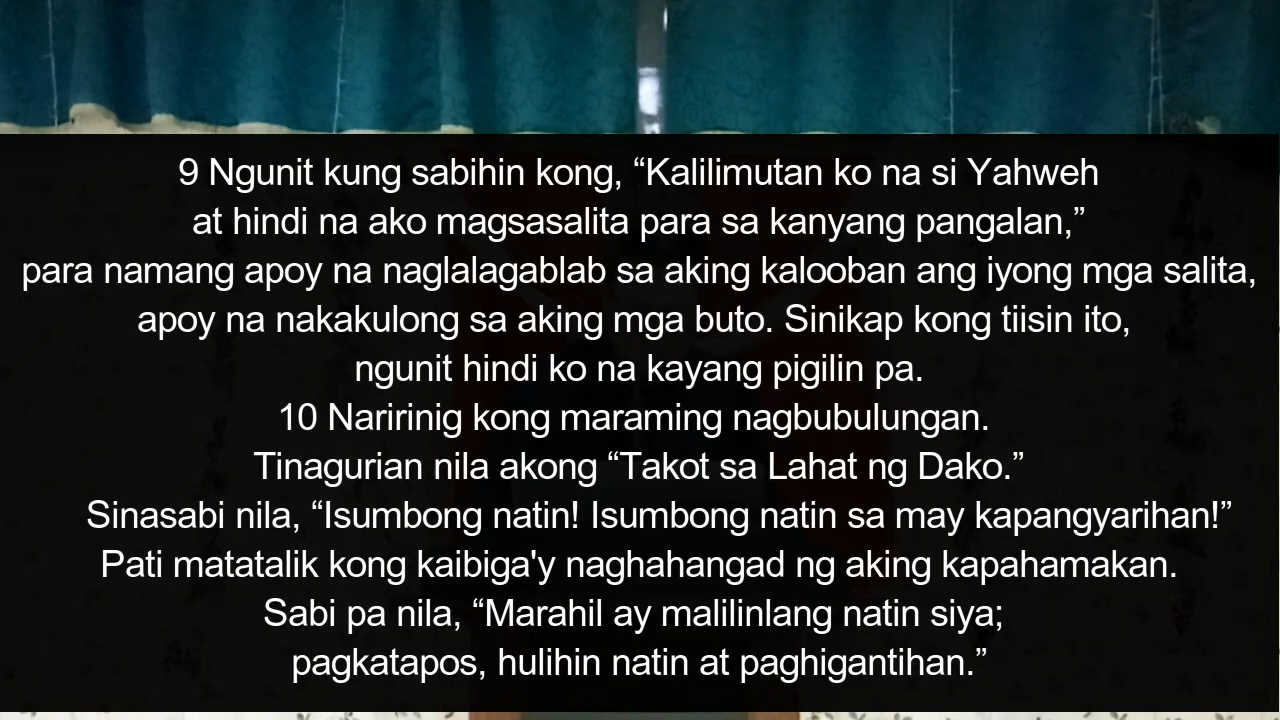 9 Ngunit kung sabihin kong, “Kalilimutan ko na si Yahweh
at hindi na ako magsasalita para sa kanyang pangalan,”
para namang apoy na naglalagablab sa aking kalooban ang iyong mga salita,
apoy na nakakulong sa aking mga buto. Sinikap kong tiisin ito,
ngunit hindi ko na kayang pigilin pa.
10 Naririnig kong maraming nagbubulungan.
Tinagurian nila akong “Takot sa Lahat ng Dako.”
Sinasabi nila, “Isumbong natin! Isumbong natin sa may kapangyarihan!”
Pati matatalik kong kaibiga'y naghahangad ng aking kapahamakan.
Sabi pa nila, “Marahil ay malilinlang natin siya;
pagkatapos, hulihin natin at paghigantihan.”